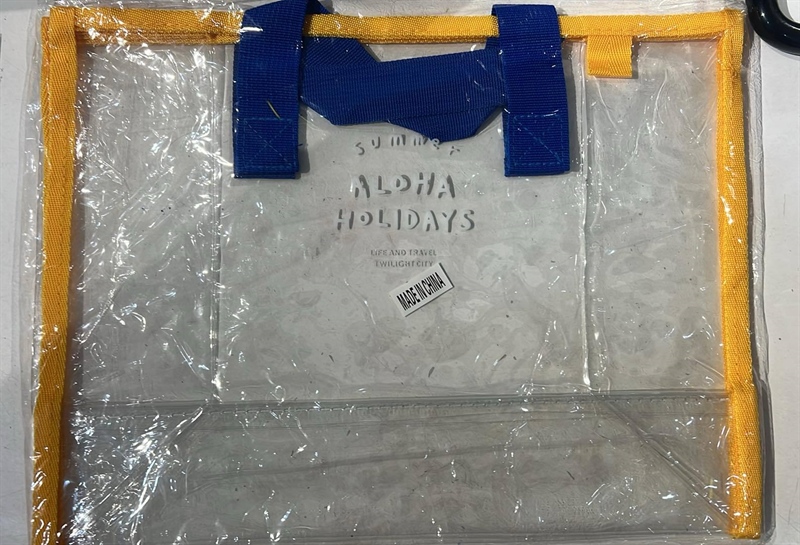 SUMMER
ALOHA
HOLIDAYS
LIFE AND TRAVEL
TWILIGHT CITY
MADE IN CHINA